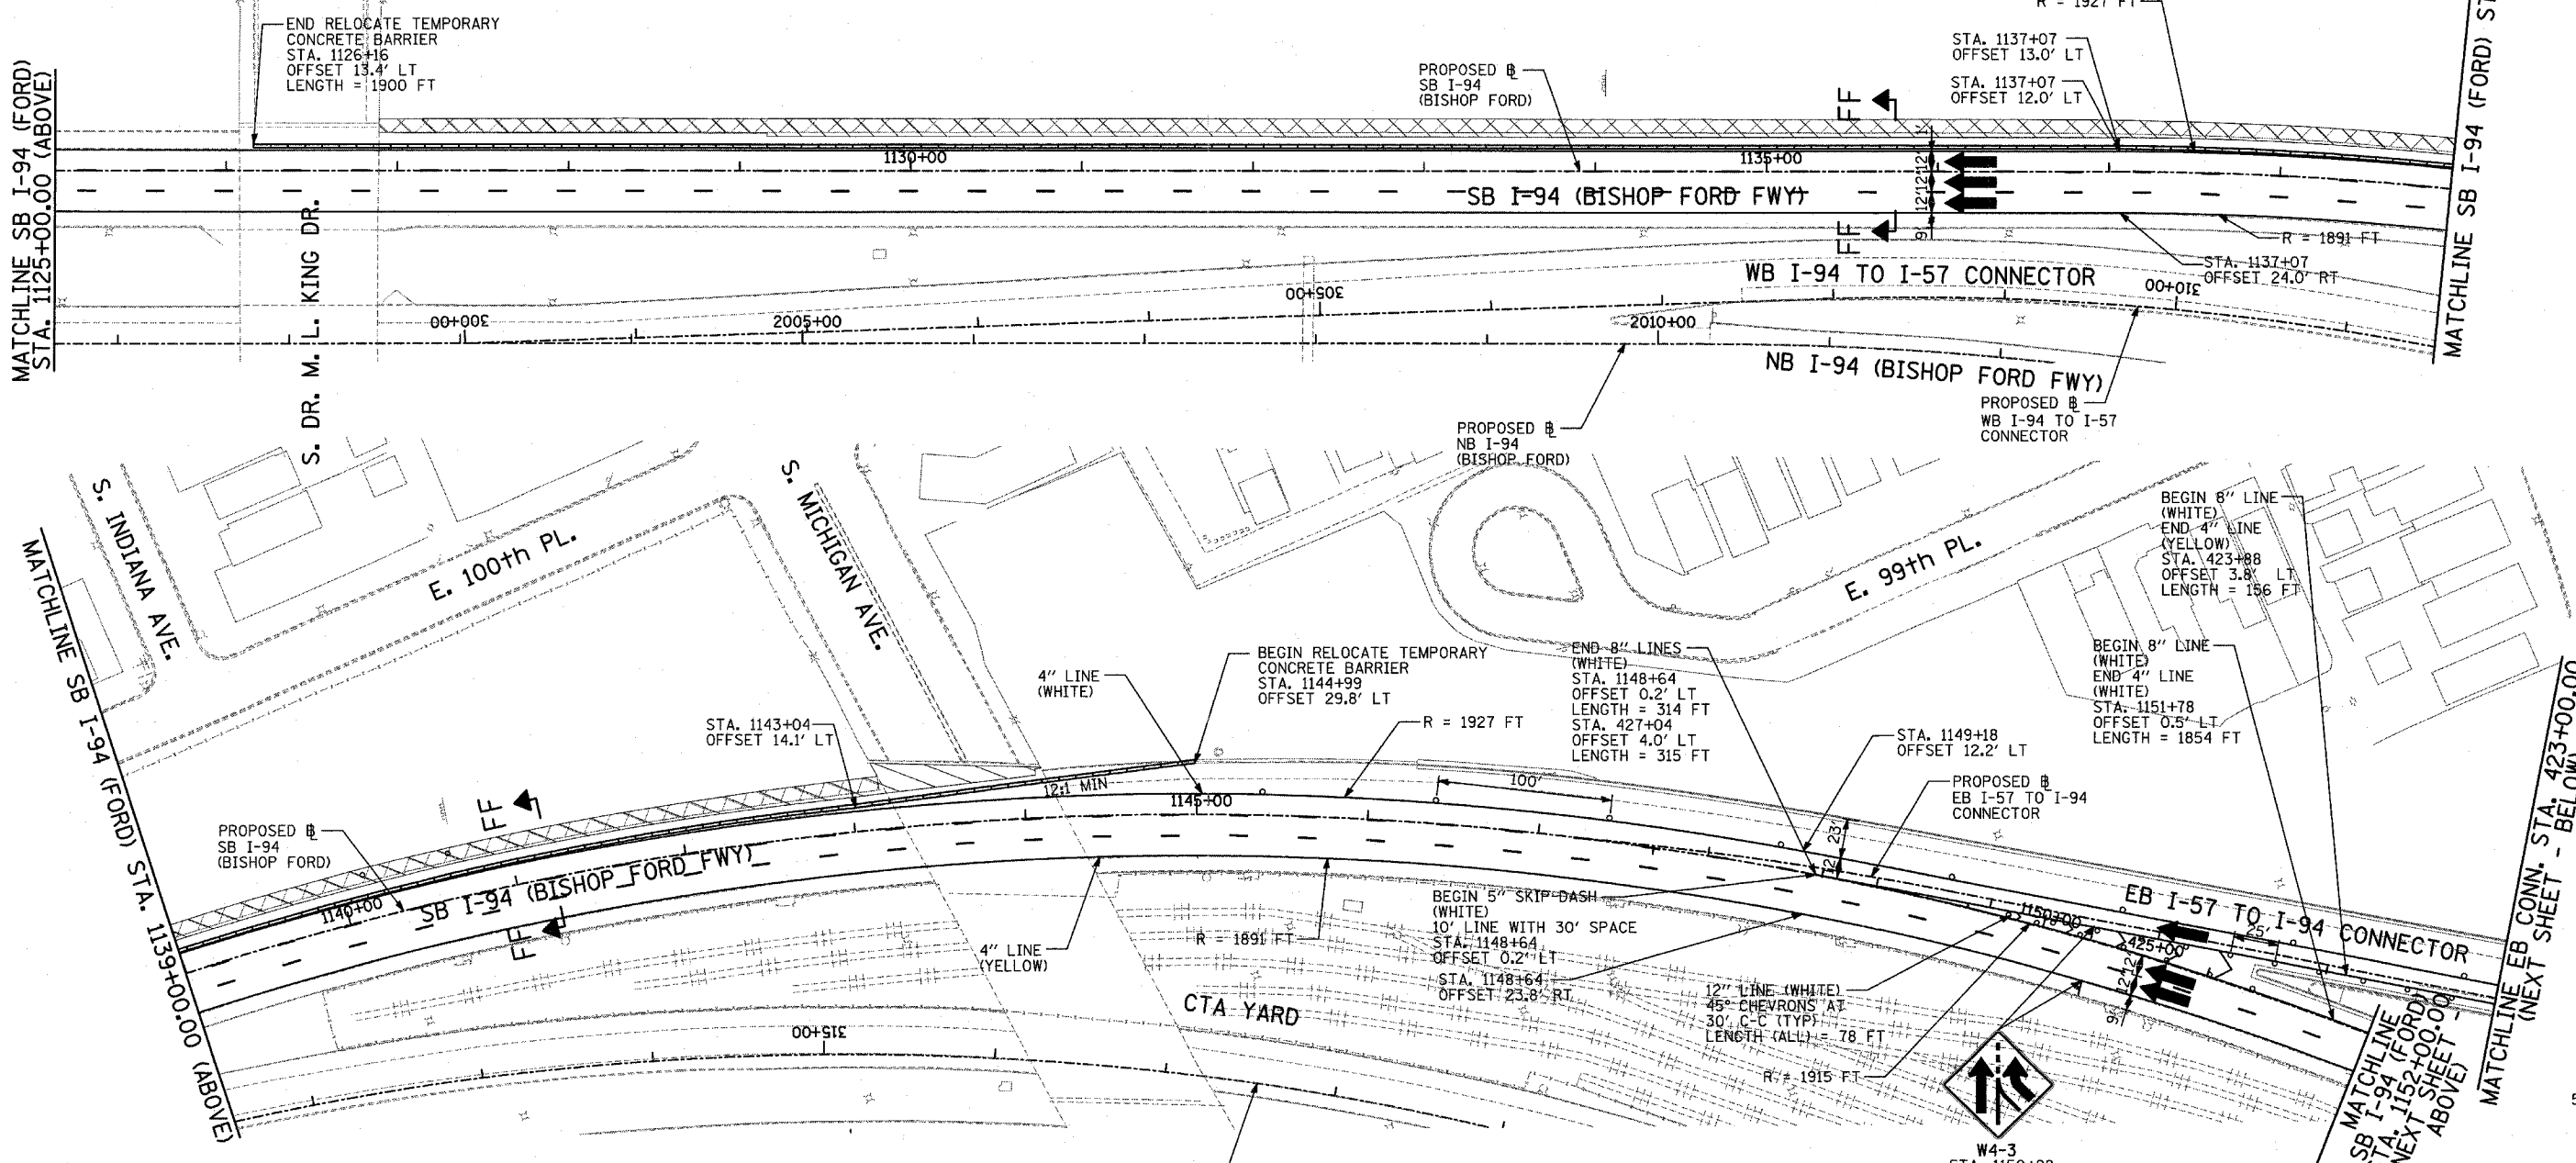 END RELOCATE TEMPORARY
CONCRETE BARRIER
STA. 1126+16
OFFSET 13.4' LT
LENGTH = 1900 FT
MATCHLINE SB I-94 (FORD)
STA. 1125+00.00 (ABOVE)
S. DR. M. L. KING DR.
1130+00
PROPOSED B
SB I-94
(BISHOP FORD)
SB I-94 (BISHOP FORD FWY)
1135+00
FF
FF
12'
12'
12'
9'
R = 1927 FT
STA. 1137+07
OFFSET 13.0' LT
STA. 1137+07
OFFSET 12.0' LT
R = 1891 FT
STA. 1137+07
OFFSET 24.0' RT
WB I-94 TO I-57 CONNECTOR
300+00
2005+00
305+00
2010+00
310+00
NB I-94 (BISHOP FORD FWY)
PROPOSED B
NB I-94
(BISHOP FORD)
PROPOSED B
WB I-94 TO I-57
CONNECTOR
MATCHLINE SB I-94 (FORD)
MATCHLINE SB I-94 (FORD) STA. 1139+00.00 (ABOVE)
S. INDIANA AVE.
E. 100th PL.
S. MICHIGAN AVE.
E. 99th PL.
PROPOSED B
SB I-94
(BISHOP FORD)
FF
FF
1140+00
SB I-94 (BISHOP FORD FWY)
STA. 1143+04
OFFSET 14.1' LT
4" LINE
(WHITE)
BEGIN RELOCATE TEMPORARY
CONCRETE BARRIER
STA. 1144+99
OFFSET 29.8' LT
R = 1927 FT
12:1 MIN
1145+00
100'
4" LINE
(YELLOW)
R = 1891 FT
CTA YARD
315+00
END 8" LINES
(WHITE)
STA. 1148+64
OFFSET 0.2' LT
LENGTH = 314 FT
STA. 427+04
OFFSET 4.0' LT
LENGTH = 315 FT
BEGIN 5" SKIP-DASH
(WHITE)
10' LINE WITH 30' SPACE
STA. 1148+64
OFFSET 0.2' LT
STA. 1148+64
OFFSET 23.8' RT
STA. 1149+18
OFFSET 12.2' LT
PROPOSED B
EB I-57 TO I-94
CONNECTOR
23'
12'
12" LINE (WHITE)
45° CHEVRONS AT
30' C-C (TYP)
LENGTH (ALL) = 78 FT
R = 1915 FT
BEGIN 8" LINE
(WHITE)
END 4" LINE
(YELLOW)
STA. 423+88
OFFSET 3.8' LT
LENGTH = 156 FT
BEGIN 8" LINE
(WHITE)
END 4" LINE
(WHITE)
STA. 1151+78
OFFSET 0.5' LT
LENGTH = 1854 FT
EB I-57 TO I-94 CONNECTOR
1150+00
425+00
25'
12'
12'
9'
W4-3
MATCHLINE EB CONN. STA. 423+00.00
(NEXT SHEET - BELOW)
MATCHLINE
SB I-94 (FORD)
STA. 1152+00.00
NEXT SHEET -
ABOVE)